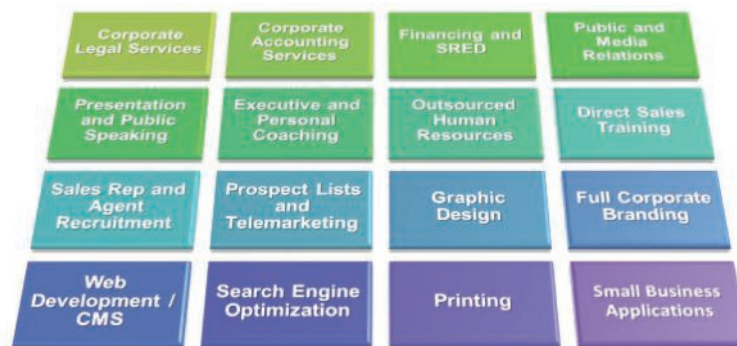 Corporate
Legal Services
Corporate
Accounting
Services
Financing and
SRED
Public and
Media
Relations
Presentation
and Public
Speaking
Executive and
Personal
Coaching
Outsourced
Human
Resources
Direct Sales
Training
Sales Rep and
Agent
Recruitment
Prospect Lists
and
Telemarketing
Graphic
Design
Full Corporate
Branding
Web
Development /
CMS
Search Engine
Optimization
Printing
Small Business
Applications